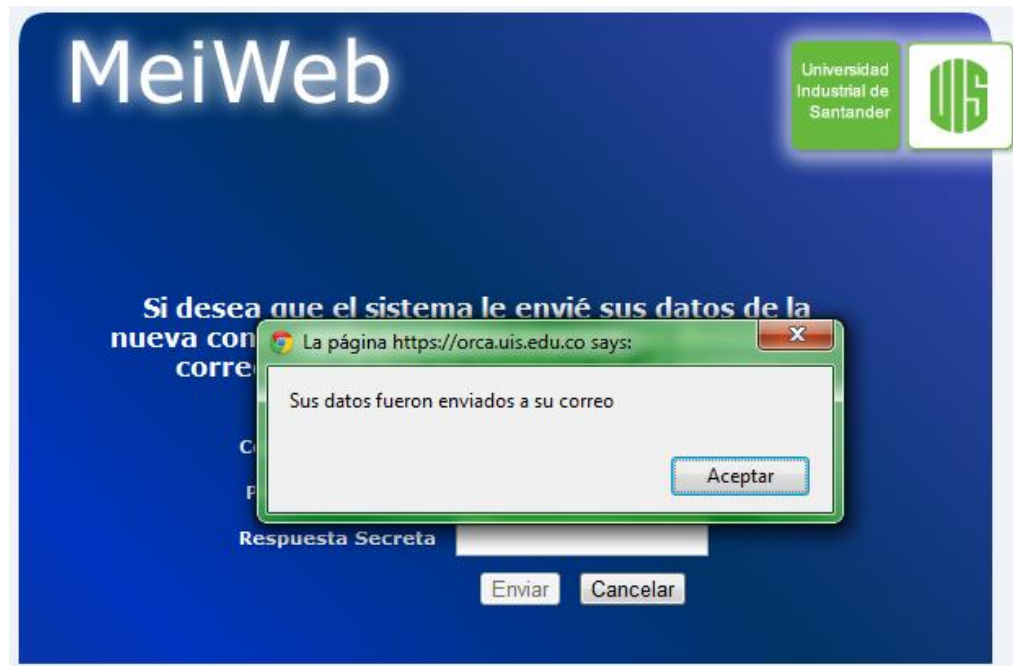 MeiWeb
Universidad
Industrial de
Santander
UIS
Si desea que el sistema le envié sus datos de la
nueva con
corre
La página https://orca.uis.edu.co says:
X
Sus datos fueron enviados a su correo
Aceptar
Respuesta Secreta
Enviar Cancelar